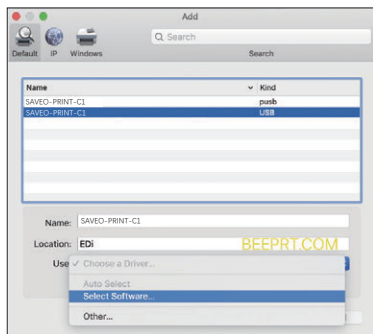 Add
Search
Default IP Windows Search
Name Kind
SAVEO-PRINT-C1 pusb
SAVEO-PRINT-C1 USB
Name: SAVEO-PRINT-C1
Location: EDi
BEEPRT.COM
Use ✓ Choose a Driver...
Auto Select
Select Software...
Other...